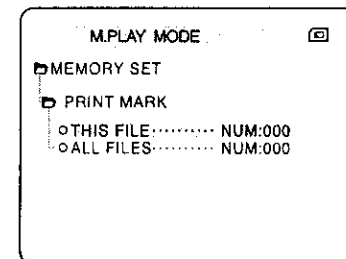 M.PLAY MODE
MEMORY SET
PRINT MARK
THIS FILE·········· NUM:000
ALL FILES·········· NUM:000